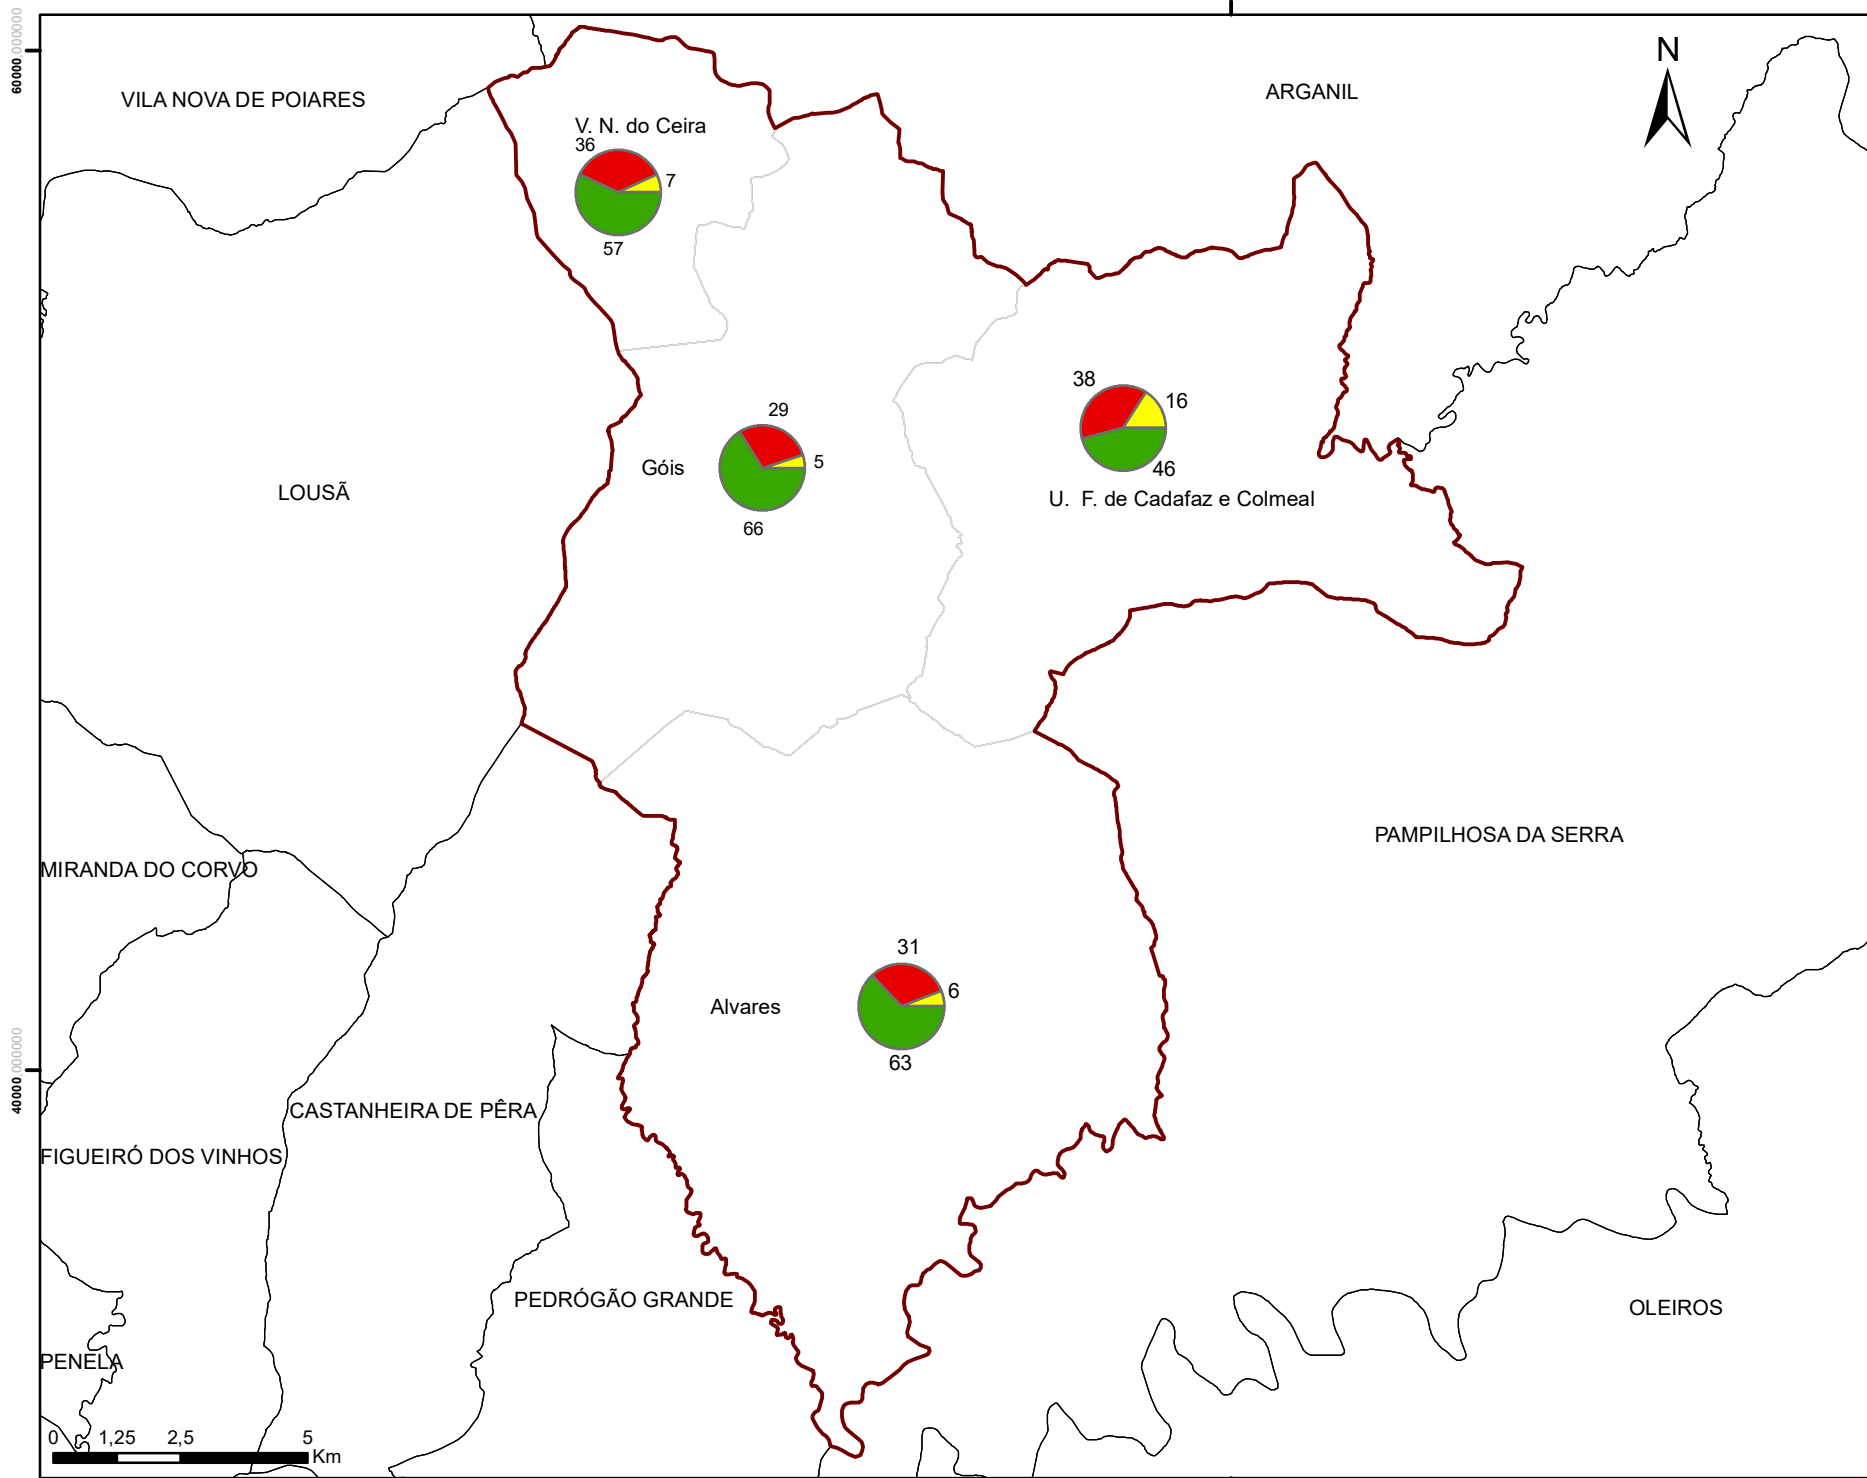 60000,000000
N
VILA NOVA DE POIARES
ARGANIL
V. N. do Ceira
36
7
57
38
16
29
5
46
Góis
LOUSÃ
U. F. de Cadafaz e Colmeal
66
PAMPILHOSA DA SERRA
MIRANDA DO CORVO
31
6
Alvares
63
40000,000000
CASTANHEIRA DE PÊRA
FIGUEIRÓ DOS VINHOS
PEDRÓGÃO GRANDE
OLEIROS
PENELA
0 1,25 2,5 5
Km